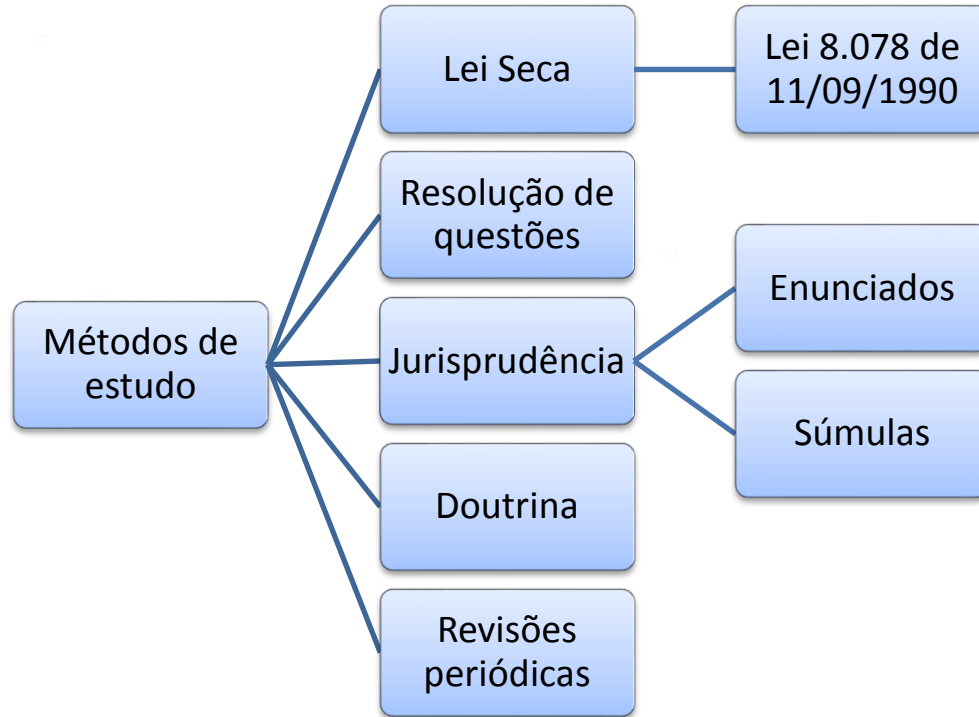 Métodos de
estudo
Lei Seca
Lei 8.078 de
11/09/1990
Resolução de
questões
Jurisprudência
Enunciados
Súmulas
Doutrina
Revisões
periódicas